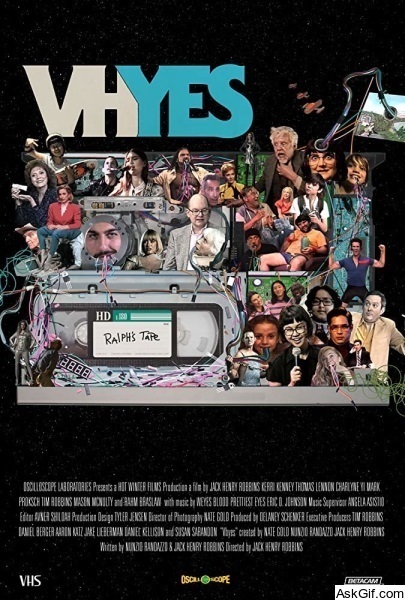 VHYES
HD
RALPH'S TAPE
OSCILLOSCOPE LABORATORIES Presents a HOT WINTER FILMS Production a film by JACK HENRY ROBBINS KERRI KENNEY THOMAS LENNON CHARLYNE YI MARK
PROKSCH TIM ROBBINS MASON MCNULTY and RAHM BRASLAW with music by WEYES BLOOD PRETTIEST EYES ERIC D. JOHNSON Music Supervisor ANGELA ASISTIO
Editor AVNER SHILOAH Production Design TYLER JENSEN Director of Photography NATE GOLD Produced by DELANEY SCHENKER Executive Producers TIM ROBBINS
DANIEL BERGER AARON KATZ JAKE LIEBERMAN DANIEL KELLISON and SUSAN SARANDON "Vhyes" created by NATE GOLD NUNZIO RANDAZZO JACK HENRY ROBBINS
Written by NUNZIO RANDAZZO & JACK HENRY ROBBINS Directed by JACK HENRY ROBBINS
VHS
OSCILLOSCOPE
BETACAM
AskGif.com